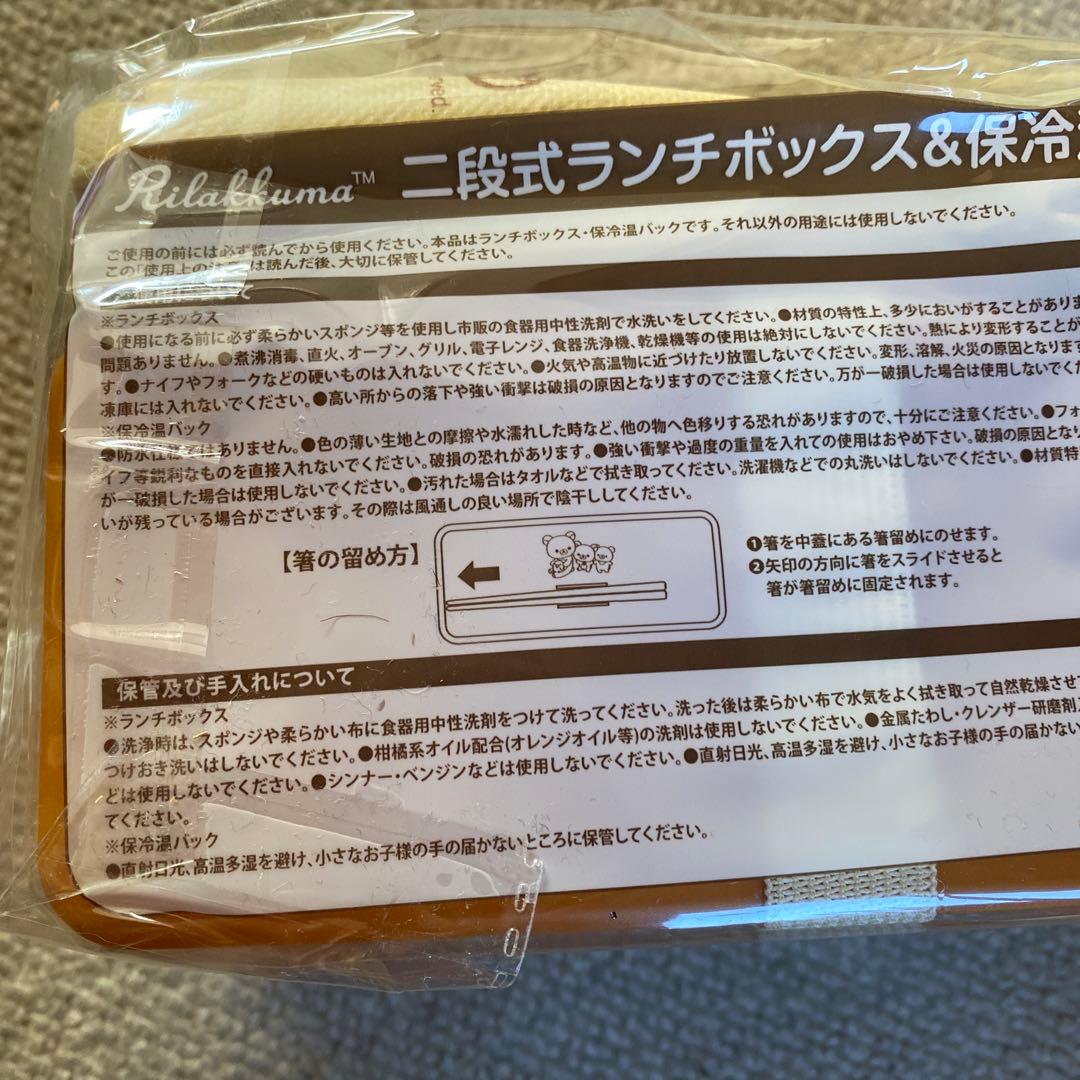 ved.
Rilakkuma™ 二段式ランチボックス&保冷
ご使用の前には必ず読んでから使用ください。本品はランチボックス・保冷温バックです。それ以外の用途には使用しないでください。
この「使用上の は読んだ後、大切に保管してください。
※ランチボックス
●使用になる前に必ず柔らかいスポンジ等を使用し市販の食器用中性洗剤で水洗いをしてください。●材質の特性上、多少においがすることがありま
問題ありません。●煮沸消毒、直火、オーブン、グリル、電子レンジ、食器洗浄機、乾燥機等の使用は絶対にしないでください。熱により変形することが
す。●ナイフやフォークなどの硬いものは入れないでください。●火気や高温物に近づけたり放置しないでください。変形、溶解、火災の原因となります
凍庫には入れないでください。●高い所からの落下や強い衝撃は破損の原因となりますのでご注意ください。万が一破損した場合は使用しないでくだ
※保冷温バック
●防水性 はありません。●色の薄い生地との摩擦や水濡れした時など、他の物へ色移りする恐れがありますので、十分にご注意ください。●フォー
イフ等鋭利なものを直接入れないでください。破損の恐れがあります。●強い衝撃や過度の重量を入れての使用はおやめ下さい。破損の原因となり
が一破損した場合は使用しないでください。●汚れた場合はタオルなどで拭き取ってください。洗濯機などでの丸洗いはしないでください。●材質特
いが残っている場合がございます。その際は風通しの良い場所で陰干ししてください。
【箸の留め方】
❶箸を中蓋にある箸留めにのせます。
❷矢印の方向に箸をスライドさせると
箸が箸留めに固定されます。
保管及び手入れについて
※ランチボックス
●洗浄時は、スポンジや柔らかい布に食器用中性洗剤をつけて洗ってください。洗った後は柔らかい布で水気をよく拭き取って自然乾燥させて
つけおき洗いはしないでください。●柑橘系オイル配合(オレンジオイル等)の洗剤は使用しないでください。●金属たわし・クレンザー研磨剤
どは使用しないでください。●シンナー・ベンジンなどは使用しないでください。●直射日光、高温多湿を避け、小さなお子様の手の届かない
てください。
※保冷温バック
●直射日光、高温多湿を避け、小さなお子様の手の届かないところに保管してください。